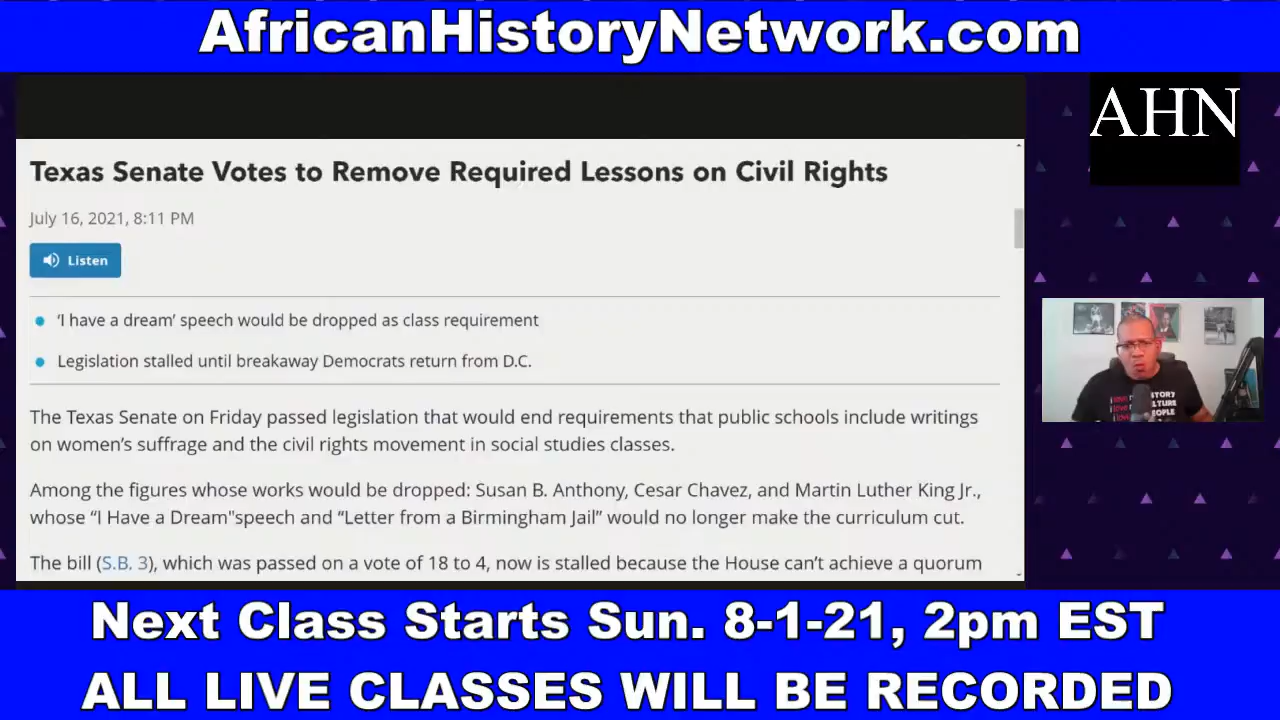 AfricanHistoryNetwork.com
AHN
Texas Senate Votes to Remove Required Lessons on Civil Rights
July 16, 2021, 8:11 PM
Listen
‘I have a dream’ speech would be dropped as class requirement
Legislation stalled until breakaway Democrats return from D.C.
The Texas Senate on Friday passed legislation that would end requirements that public schools include writings
on women’s suffrage and the civil rights movement in social studies classes.
Among the figures whose works would be dropped: Susan B. Anthony, Cesar Chavez, and Martin Luther King Jr.,
whose “I Have a Dream"speech and “Letter from a Birmingham Jail” would no longer make the curriculum cut.
The bill (S.B. 3), which was passed on a vote of 18 to 4, now is stalled because the House can’t achieve a quorum
Next Class Starts Sun. 8-1-21, 2pm EST
ALL LIVE CLASSES WILL BE RECORDED